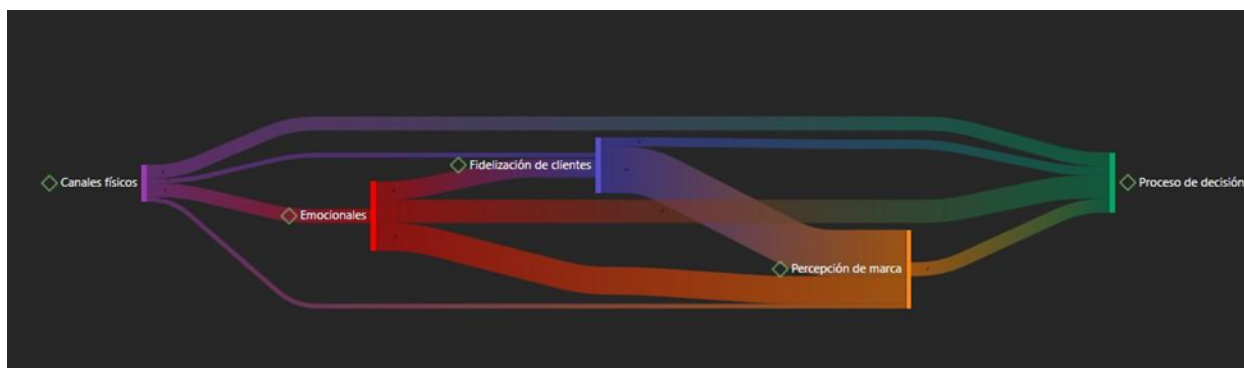 Canales físicos
Emocionales
Fidelización de clientes
Percepción de marca
Proceso de decisión